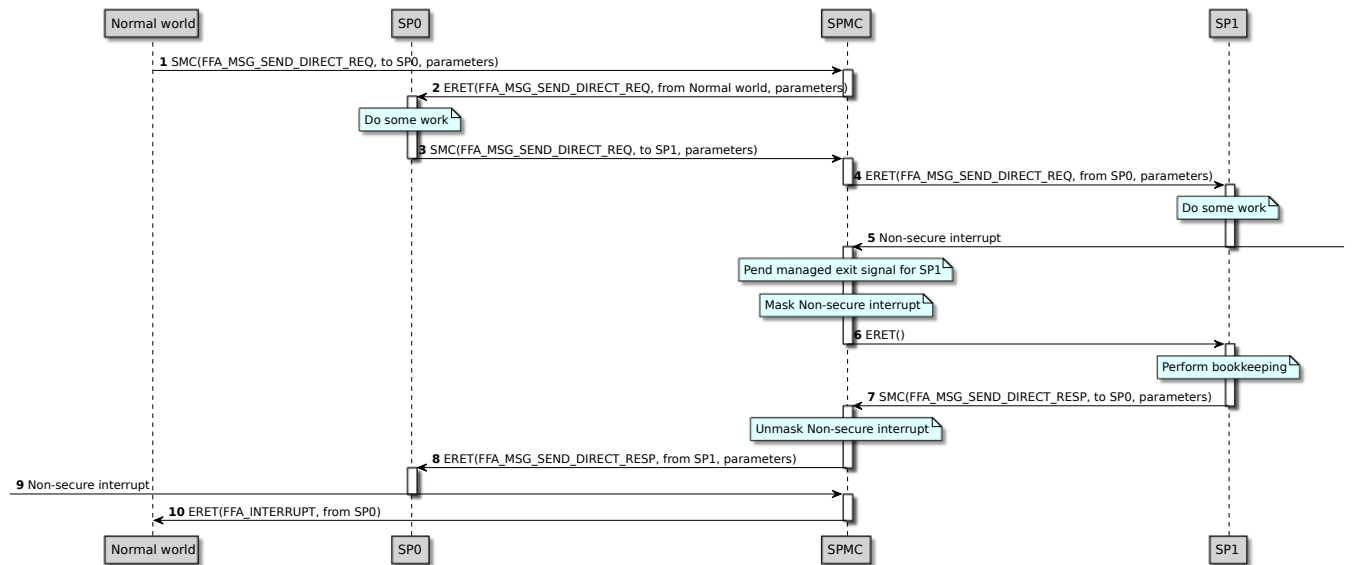 Normal world
SP0
SPMC
SP1
1 SMC(FFA_MSG_SEND_DIRECT_REQ, to SP0, parameters)
2 ERET(FFA_MSG_SEND_DIRECT_REQ, from Normal world, parameters)
Do some work
3 SMC(FFA_MSG_SEND_DIRECT_REQ, to SP1, parameters)
4 ERET(FFA_MSG_SEND_DIRECT_REQ, from SP0, parameters)
Do some work
5 Non-secure interrupt
Pend managed exit signal for SP1
Mask Non-secure interrupt
6 ERET()
Perform bookkeeping
7 SMC(FFA_MSG_SEND_DIRECT_RESP, to SP0, parameters)
Unmask Non-secure interrupt
8 ERET(FFA_MSG_SEND_DIRECT_RESP, from SP1, parameters)
9 Non-secure interrupt
10 ERET(FFA_INTERRUPT, from SP0)
Normal world
SP0
SPMC
SP1